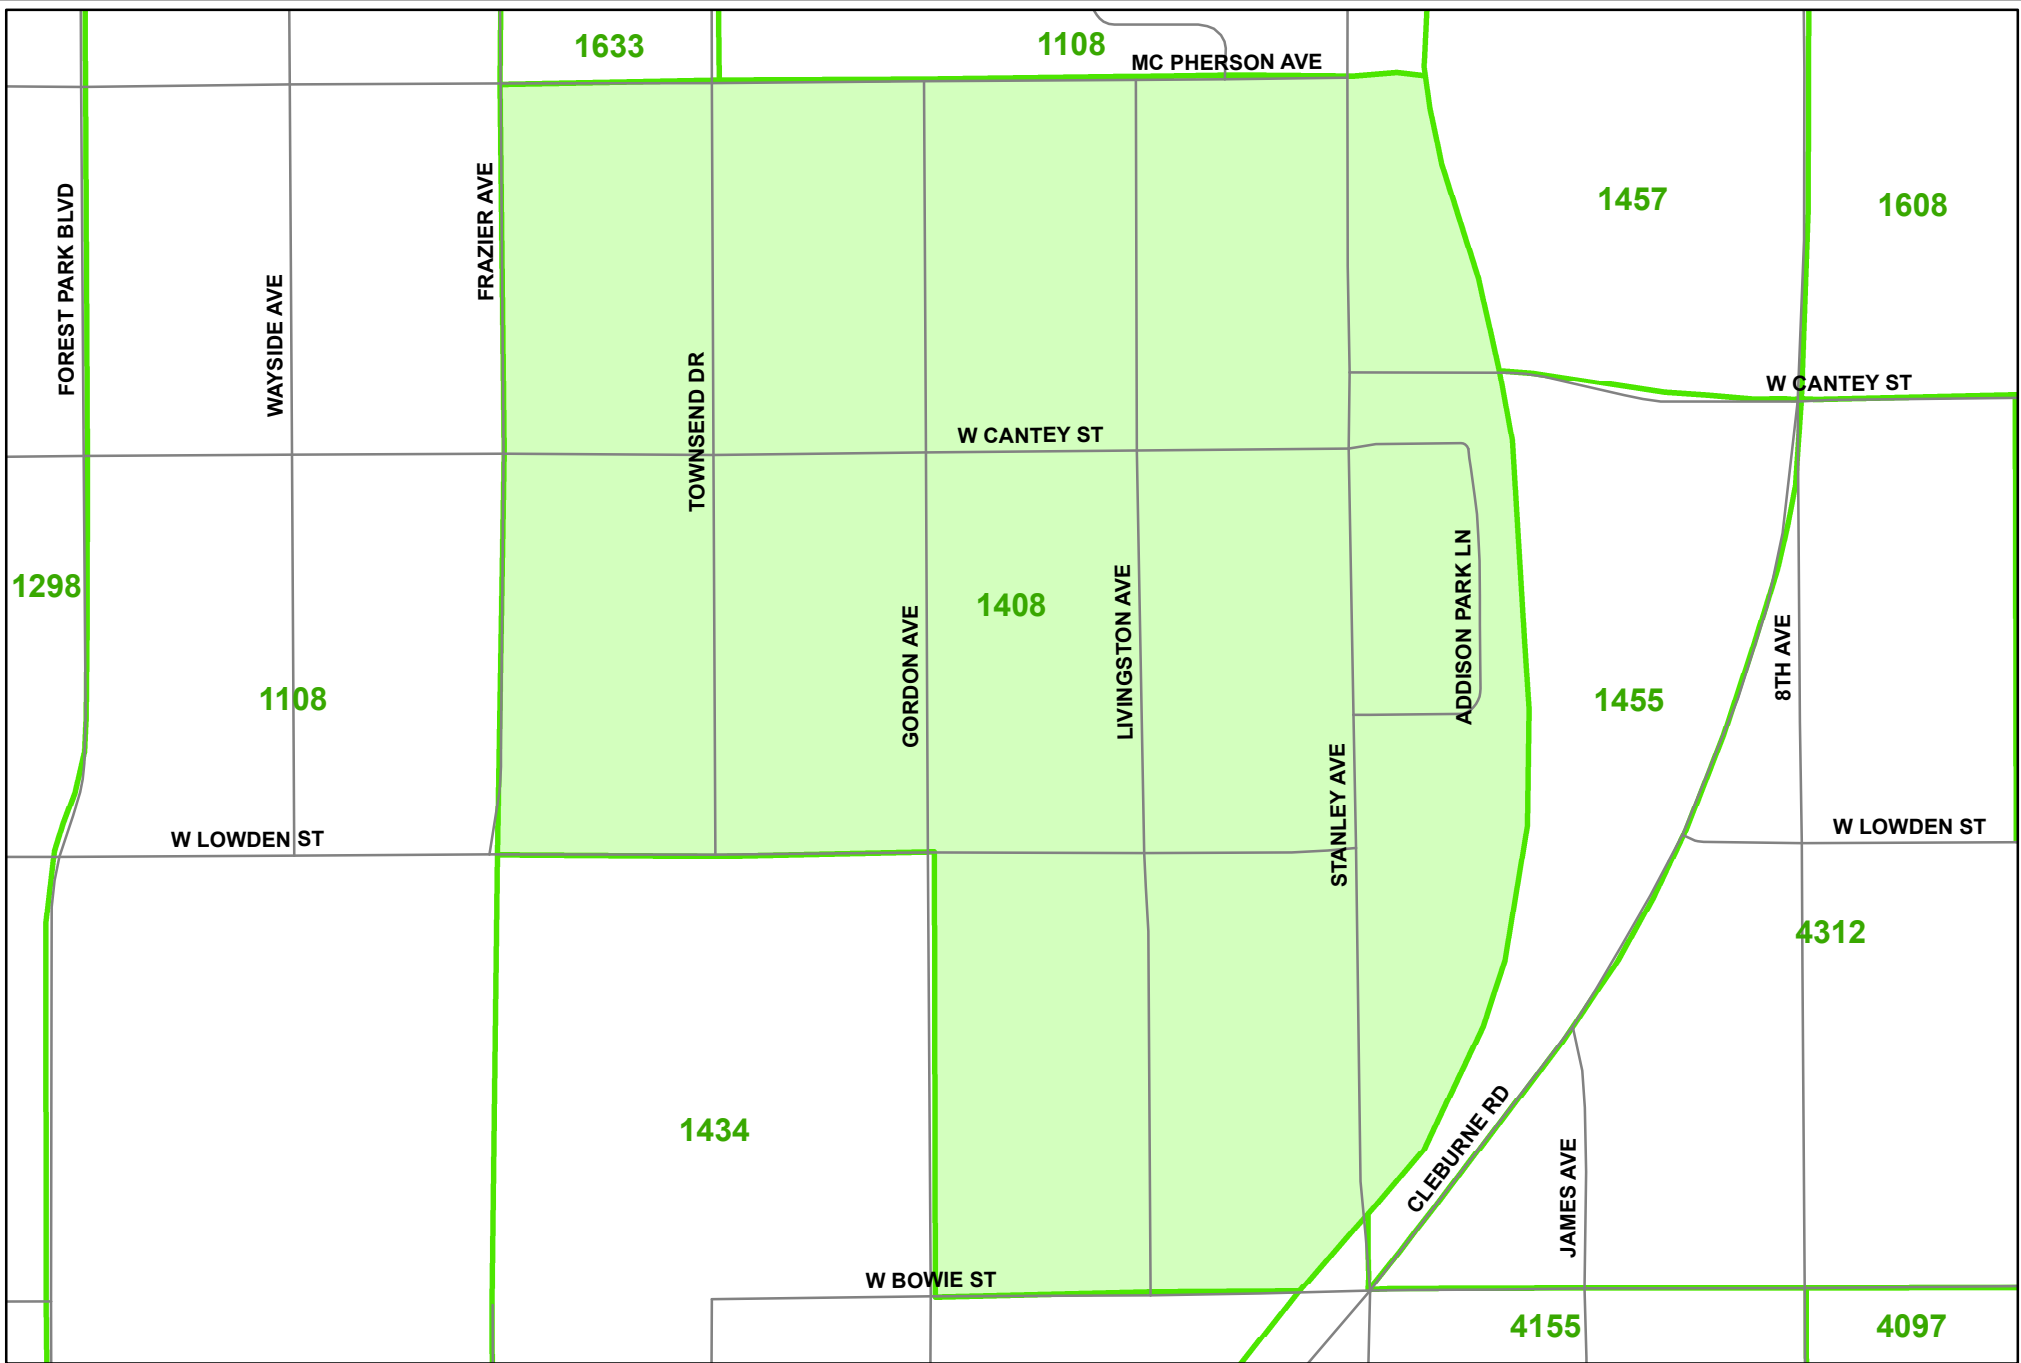 1633
1108
MC PHERSON AVE
FOREST PARK BLVD
WAYSIDE AVE
FRAZIER AVE
1457
1608
TOWNSEND DR
W CANTEY ST
W CANTEY ST
1298
1108
GORDON AVE
1408
LIVINGSTON AVE
ADDISON PARK LN
1455
8TH AVE
STANLEY AVE
W LOWDEN ST
W LOWDEN ST
4312
1434
CLEBURNE RD
JAMES AVE
W BOWIE ST
4155
4097